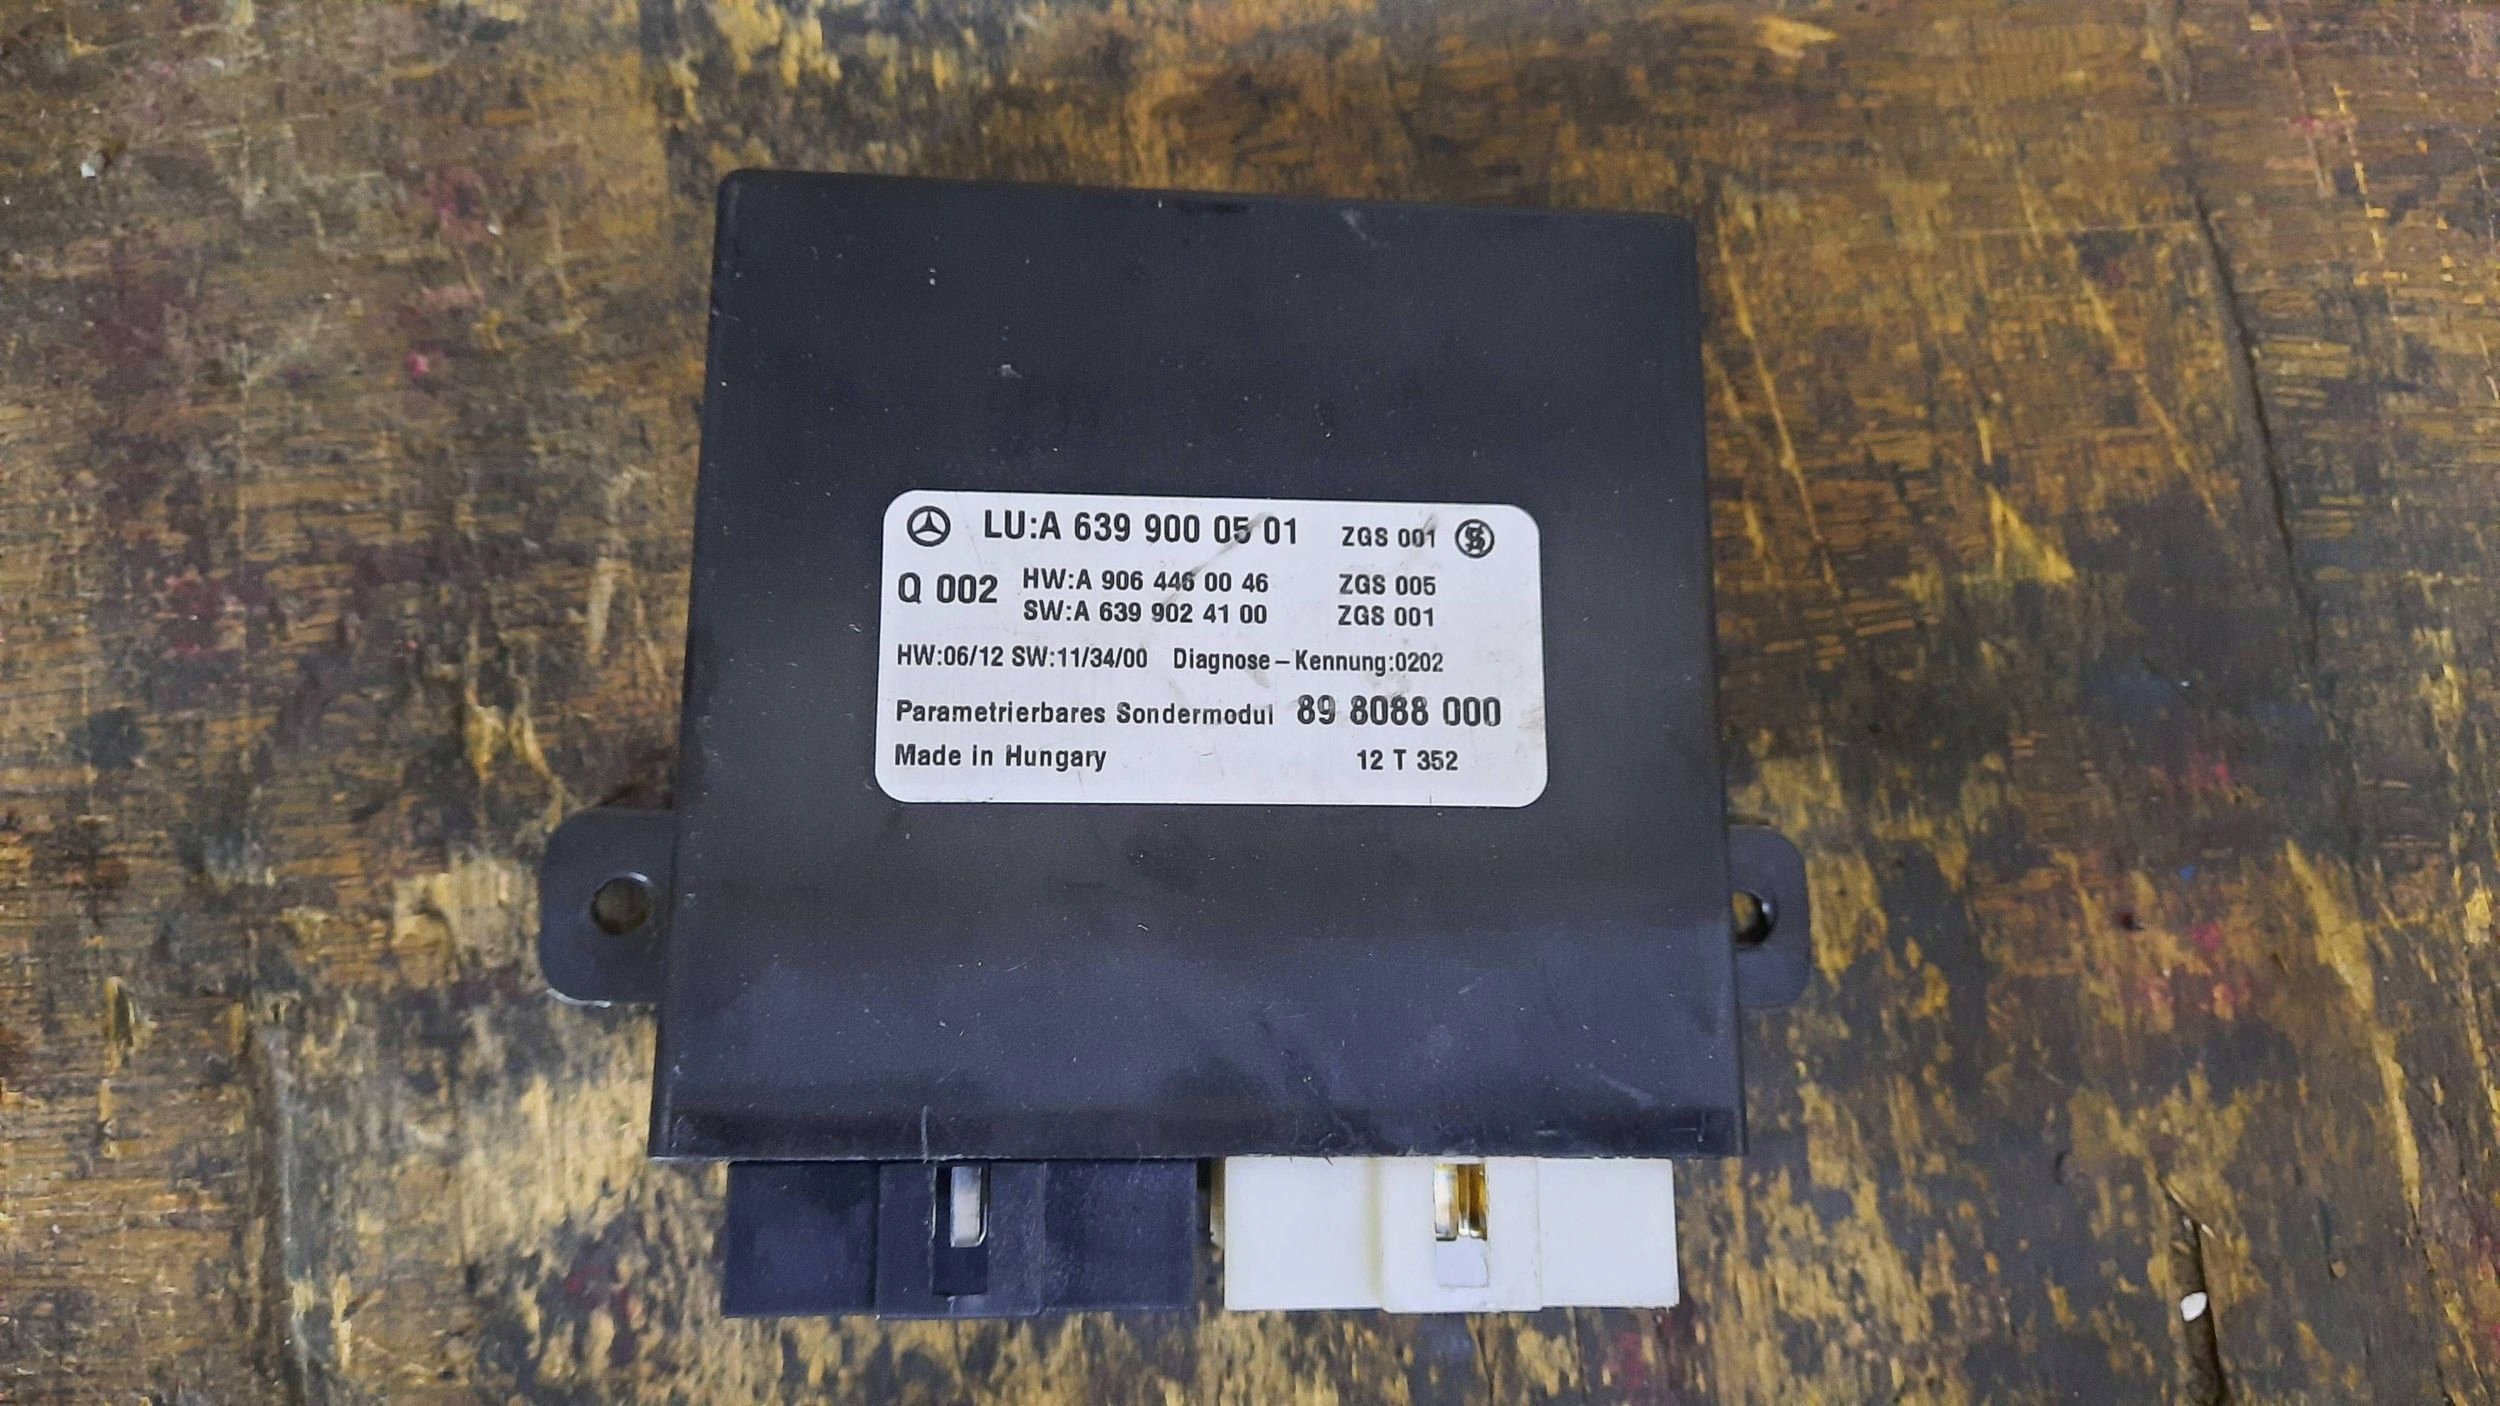 LU:A 639 900 05 01 ZGS 001
Q 002 HW:A 906 446 00 46 ZGS 005
SW:A 639 902 41 00 ZGS 001
HW:06/12 SW:11/34/00 Diagnose-Kennung:0202
Parametrierbares Sondermodul 89 8088 000
Made in Hungary 12 T 352